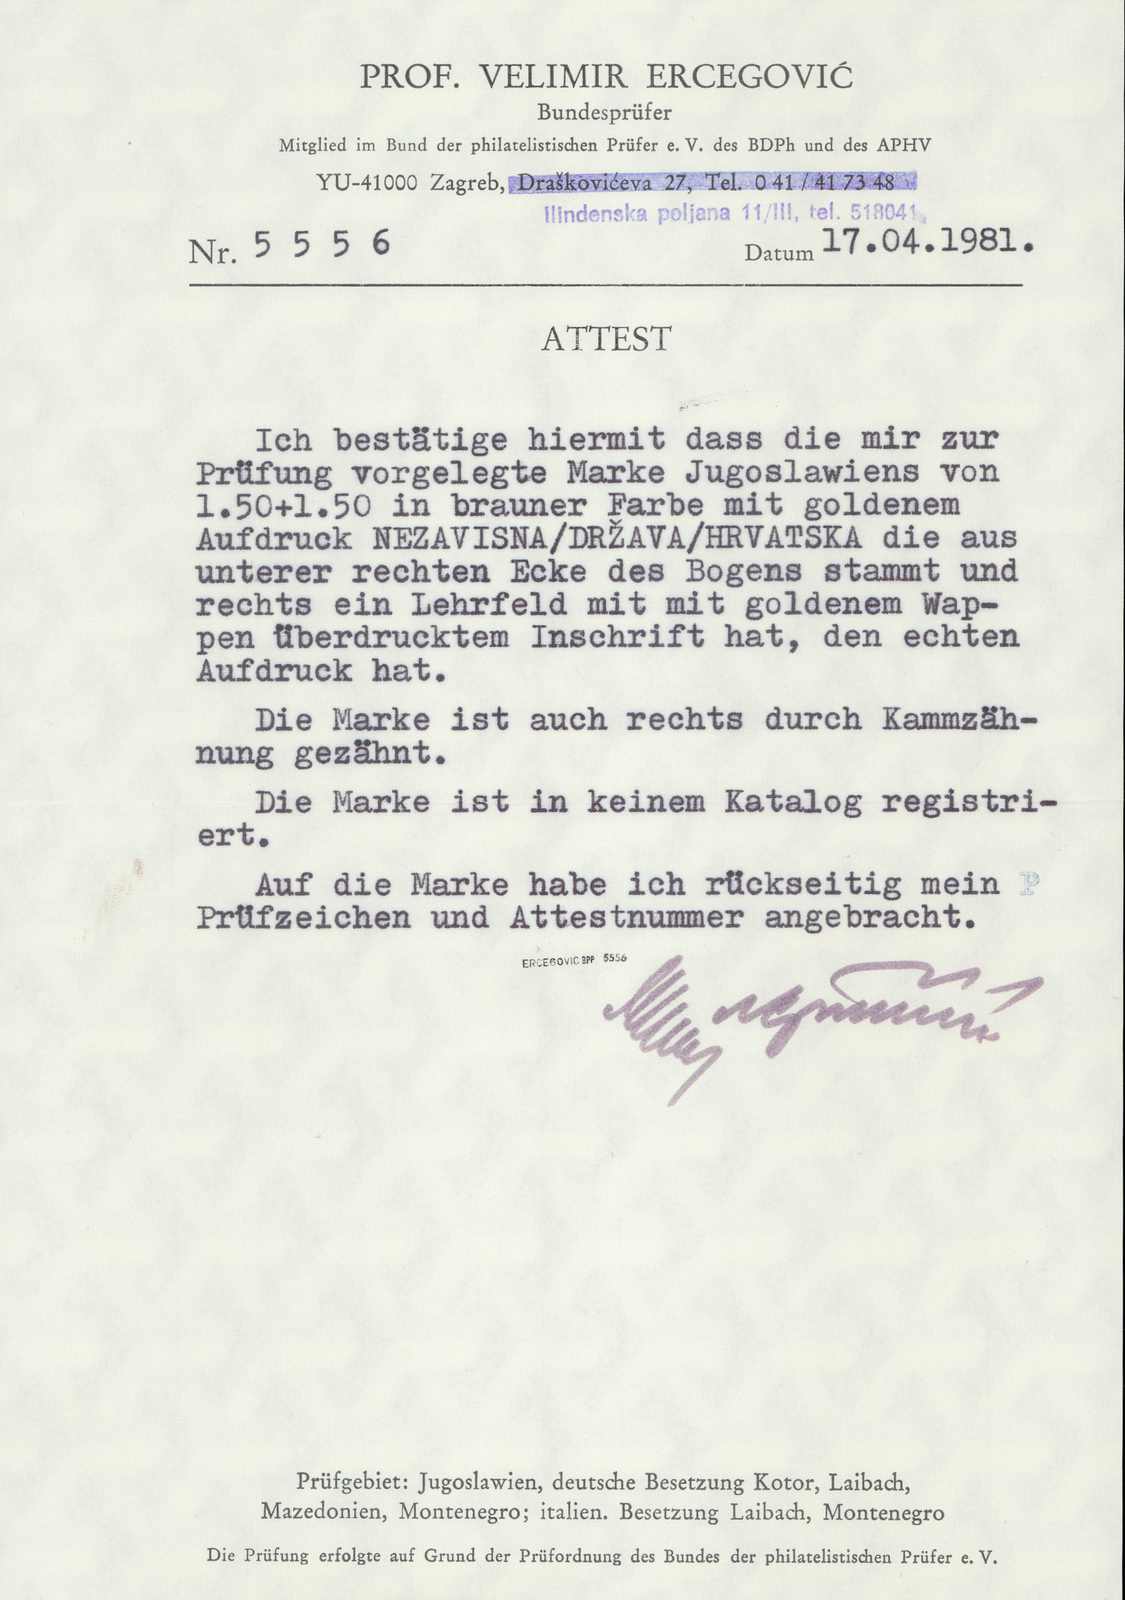 PROF. VELIMIR ERCEGOVIĆ
Bundesprüfer
Mitglied im Bund der philatelistischen Prüfer e. V. des BDPh und des APHV
YU-41000 Zagreb, Draškovićeva 27, Tel. 0 41 / 41 73 48
Ilindenska poljana 11/III, tel. 518041
Nr. 5 5 5 6 Datum 17.04.1981.
ATTEST
Ich bestätige hiermit dass die mir zur
Prüfung vorgelegte Marke Jugoslawiens von
1.50+1.50 in brauner Farbe mit goldenem
Aufdruck NEZAVISNA/DRŽAVA/HRVATSKA die aus
unterer rechten Ecke des Bogens stammt und
rechts ein Lehrfeld mit mit goldenem Wap-
pen überdrucktem Inschrift hat, den echten
Aufdruck hat.
Die Marke ist auch rechts durch Kammzäh-
nung gezähnt.
Die Marke ist in keinem Katalog registri-
ert.
Auf die Marke habe ich rückseitig mein P
Prüfzeichen und Attestnummer angebracht.
ERCEGOVIC BPP 5556
Prüfgebiet: Jugoslawien, deutsche Besetzung Kotor, Laibach,
Mazedonien, Montenegro; italien. Besetzung Laibach, Montenegro
Die Prüfung erfolgte auf Grund der Prüfordnung des Bundes der philatelistischen Prüfer e. V.